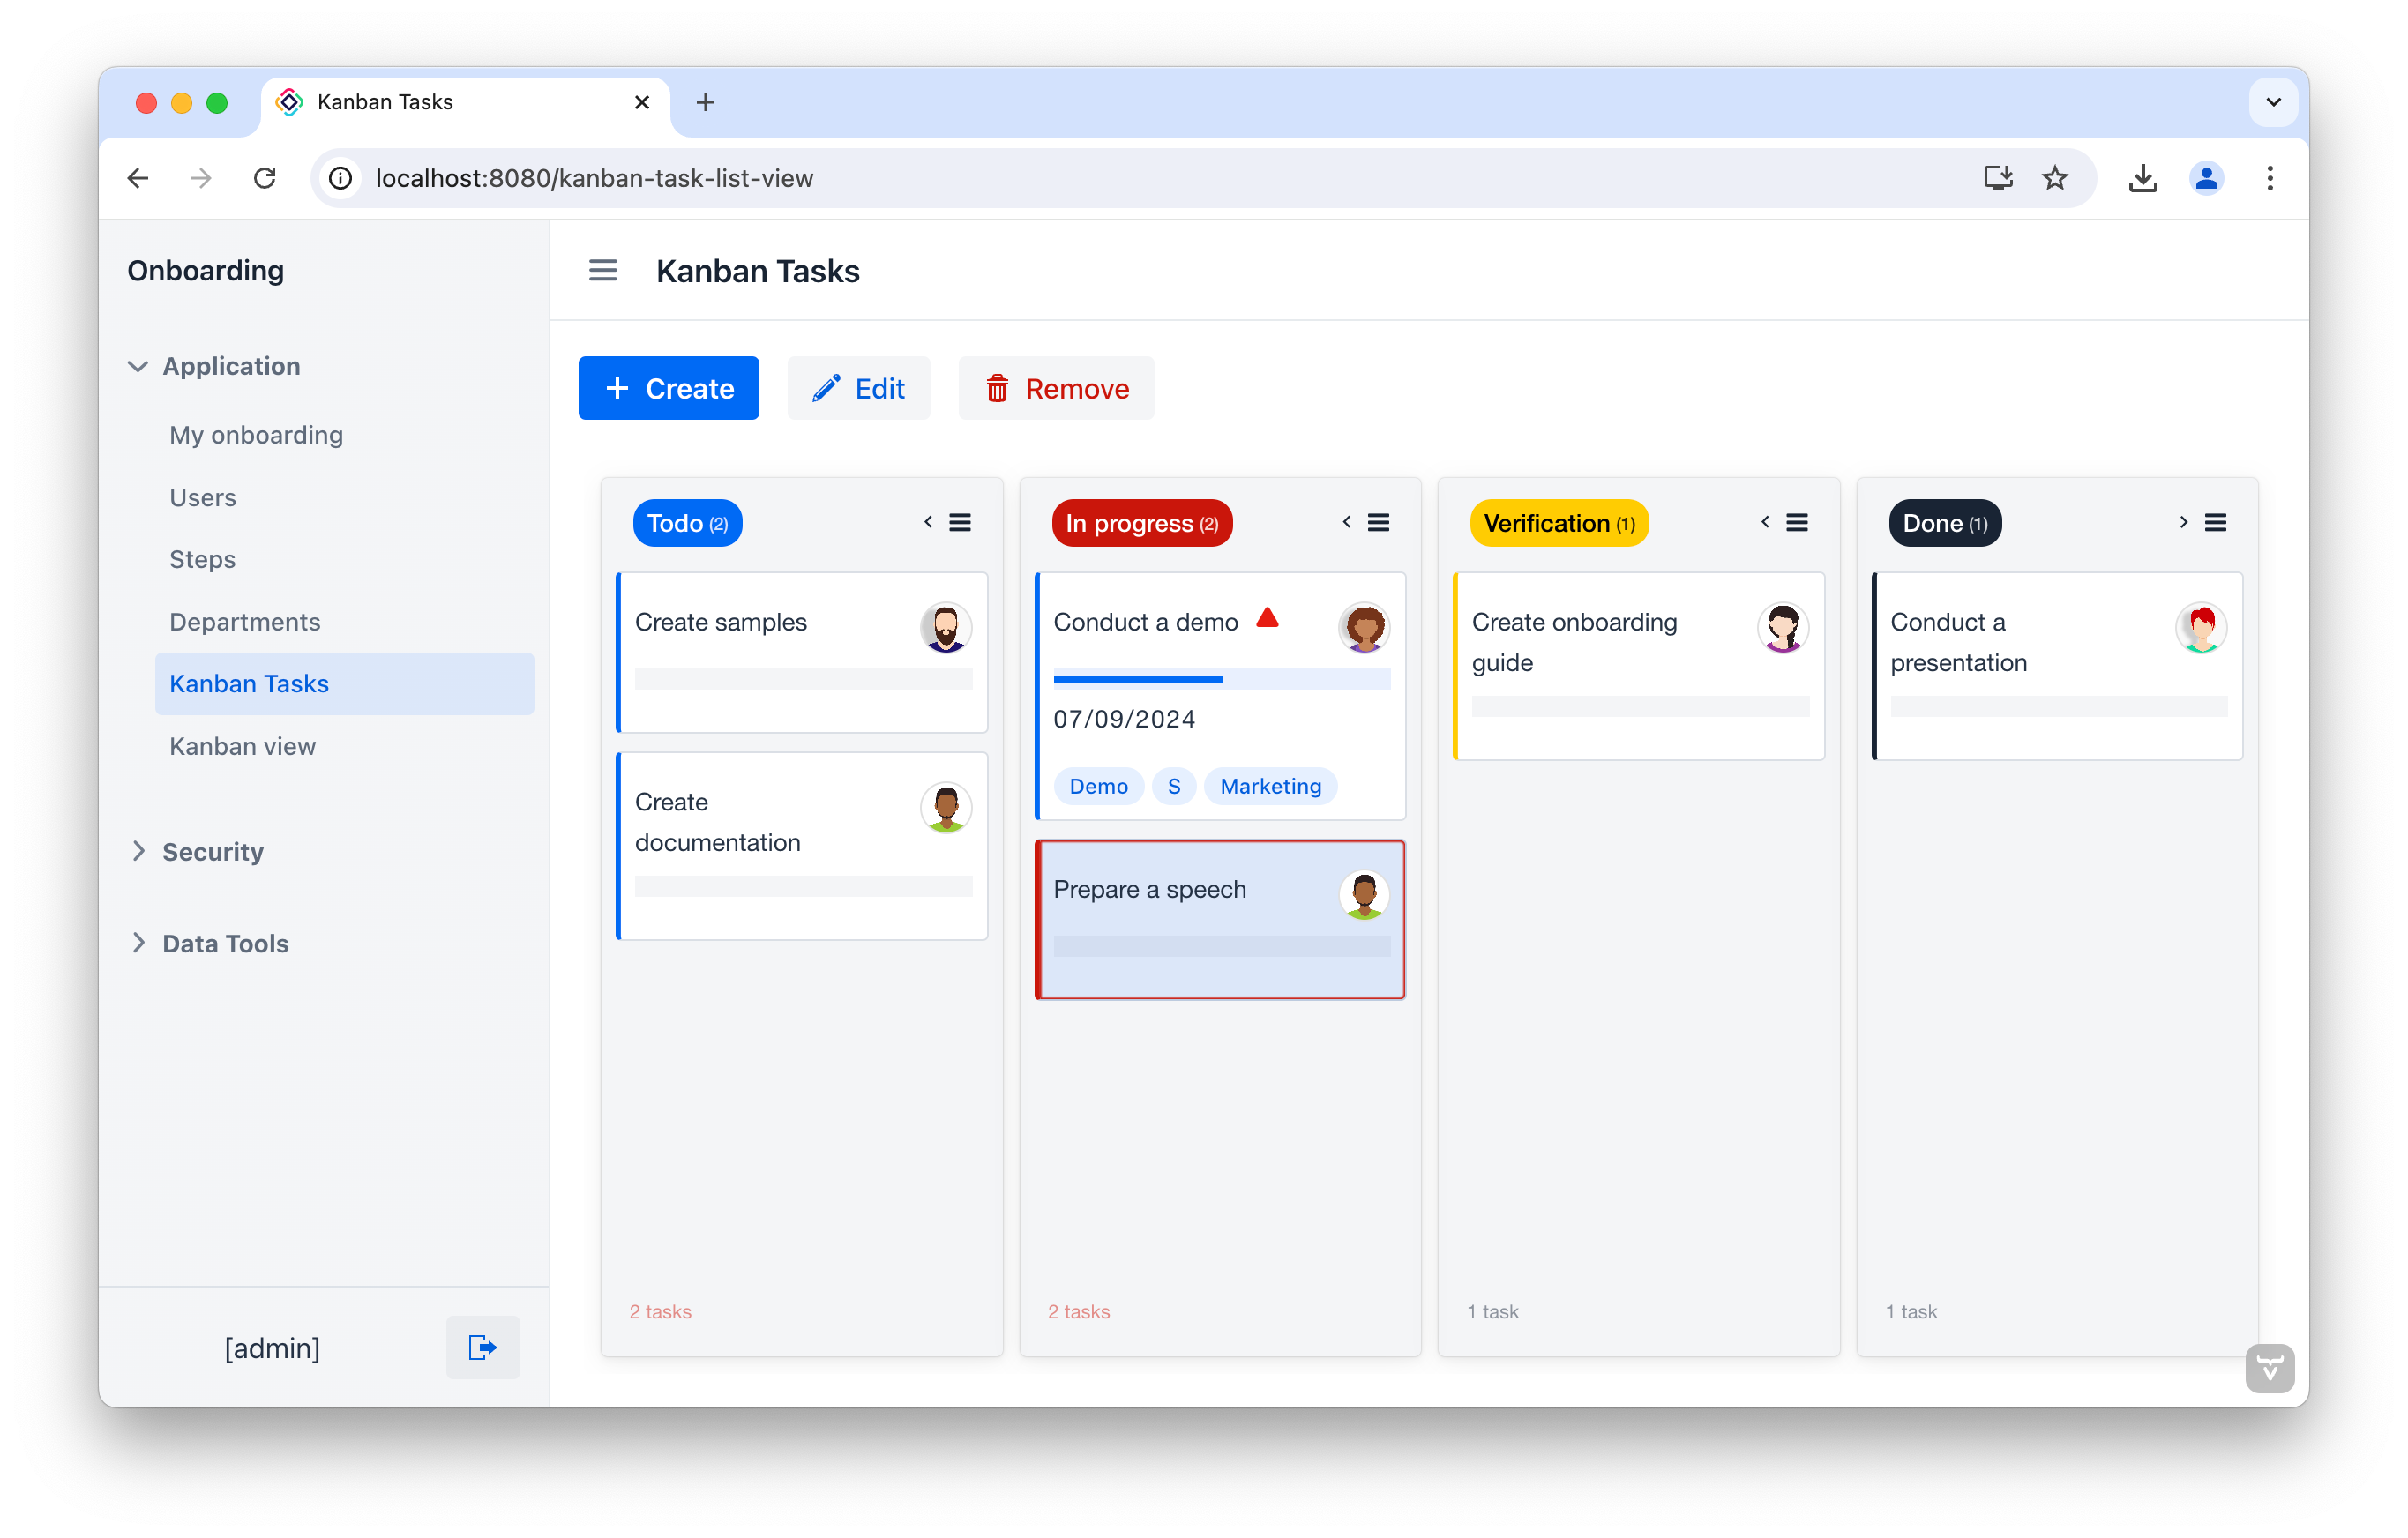 Kanban Tasks
localhost:8080/kanban-task-list-view
Onboarding
Application
My onboarding
Users
Steps
Departments
Kanban Tasks
Kanban view
Security
Data Tools
[admin]
Kanban Tasks
Create
Edit
Remove
Todo (2)
Create samples
Create
documentation
2 tasks
In progress (2)
Conduct a demo
07/09/2024
Demo
S
Marketing
Prepare a speech
2 tasks
Verification (1)
Create onboarding
guide
1 task
Done (1)
Conduct a
presentation
1 task